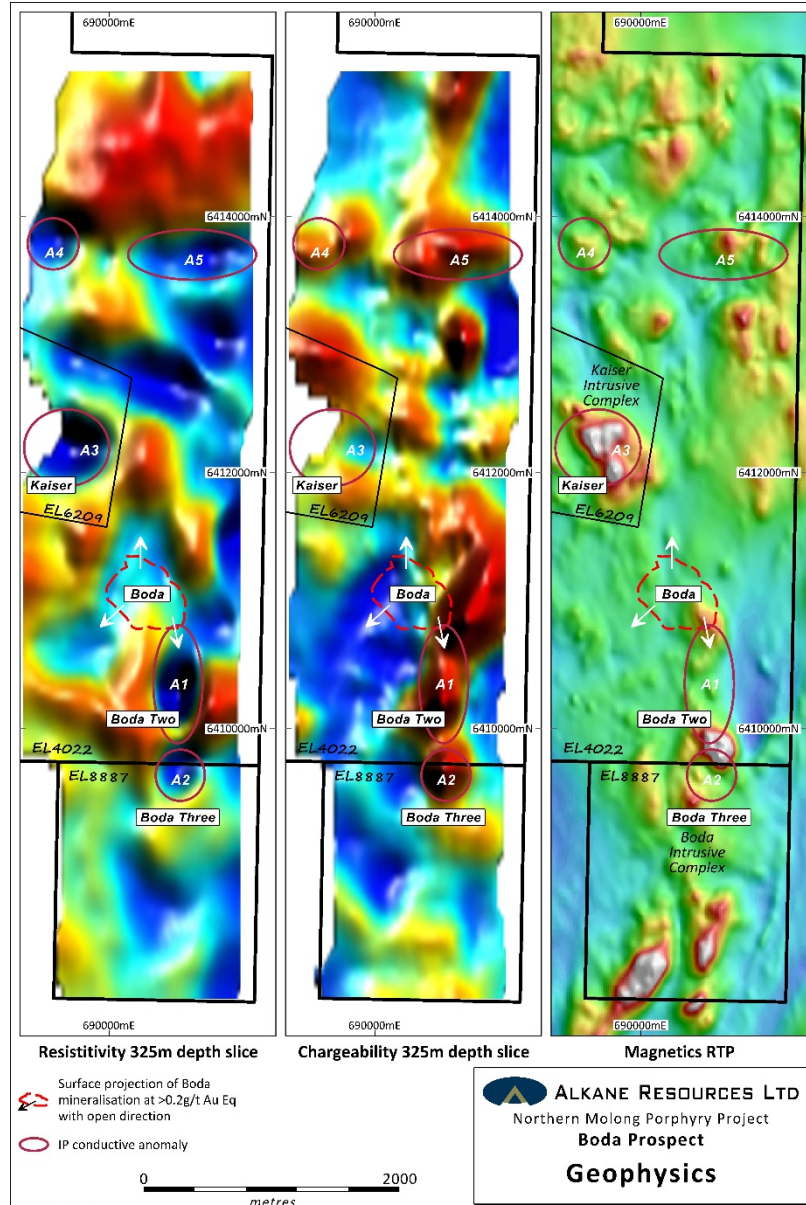 690000mE
690000mE
690000mE
6414000mN
6414000mN
A4
A5
A4
A5
A4
A5
Kaiser
Intrusive
Complex
A3
A3
A3
6412000mN
6412000mN
Kaiser
Kaiser
Kaiser
EL6209
EL6209
EL6209
Boda
Boda
Boda
A1
A1
A1
Boda Two
Boda Two
Boda Two
6410000mN
6410000mN
EL4022
EL4022
EL4022
EL8887
EL8887
EL8887
A2
A2
A2
Boda Three
Boda Three
Boda Three
Boda
Intrusive
Complex
690000mE
690000mE
690000mE
Resistitivity 325m depth slice
Chargeability 325m depth slice
Magnetics RTP
Surface projection of Boda
mineralisation at >0.2g/t Au Eq
with open direction
IP conductive anomaly
0 2000
metres
ALKANE RESOURCES LTD
Northern Molong Porphyry Project
Boda Prospect
Geophysics